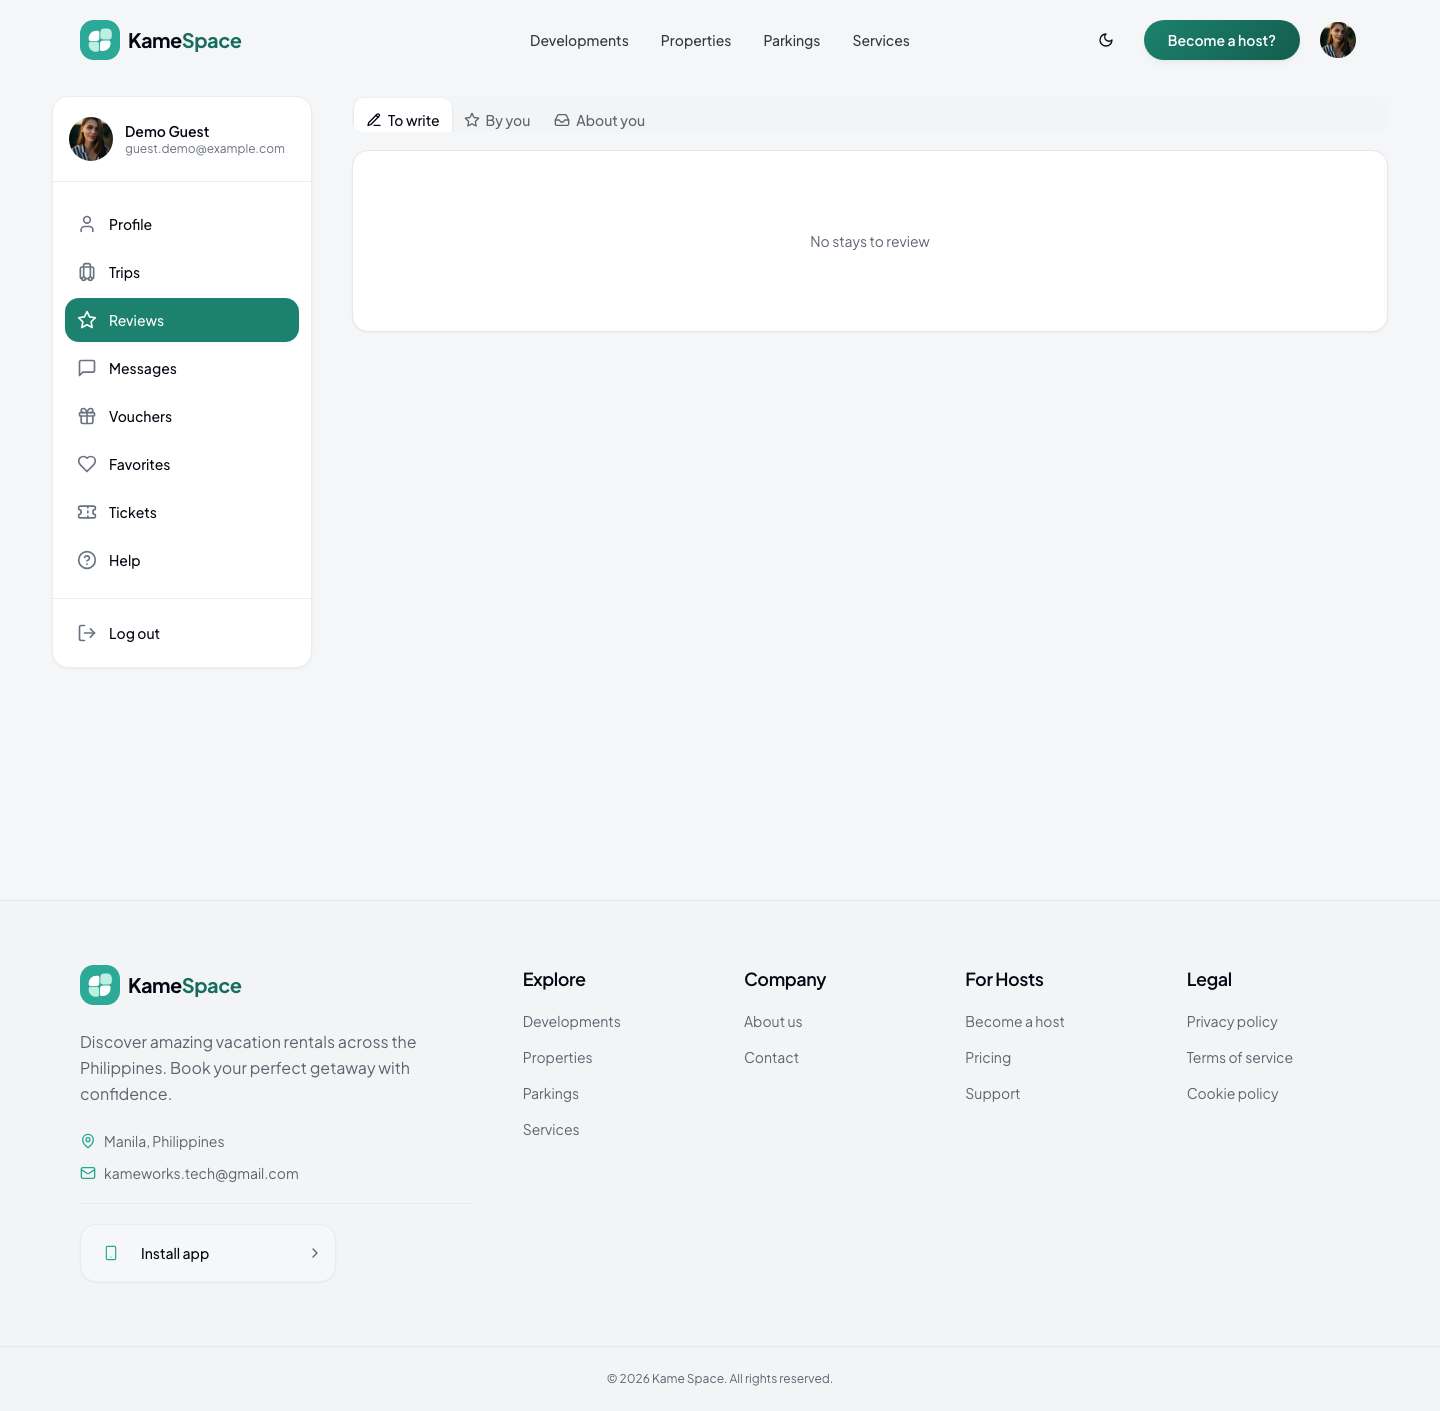 KameSpace
Developments
Properties
Parkings
Services
Become a host?
Demo Guest
guest.demo@example.com
Profile
Trips
Reviews
Messages
Vouchers
Favorites
Tickets
Help
Log out
To write
By you
About you
No stays to review
KameSpace
Discover amazing vacation rentals across the
Philippines. Book your perfect getaway with
confidence.
Manila, Philippines
kameworks.tech@gmail.com
Install app
Explore
Developments
Properties
Parkings
Services
Company
About us
Contact
For Hosts
Become a host
Pricing
Support
Legal
Privacy policy
Terms of service
Cookie policy
© 2026 Kame Space. All rights reserved.